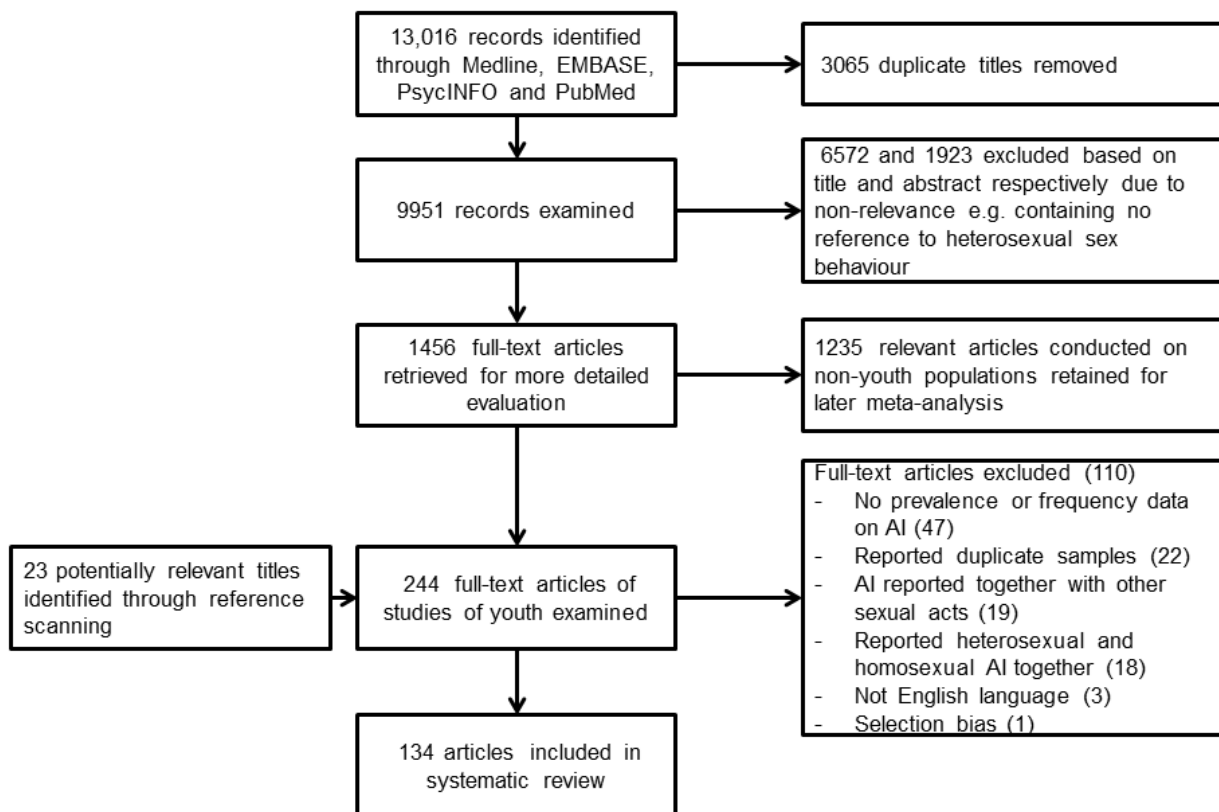 13,016 records identified
through Medline, EMBASE,
PsycINFO and PubMed
3065 duplicate titles removed
9951 records examined
6572 and 1923 excluded based on
title and abstract respectively due to
non-relevance e.g. containing no
reference to heterosexual sex
behaviour
1456 full-text articles
retrieved for more detailed
evaluation
1235 relevant articles conducted on
non-youth populations retained for
later meta-analysis
23 potentially relevant titles
identified through reference
scanning
244 full-text articles of
studies of youth examined
Full-text articles excluded (110)
- No prevalence or frequency data
on AI (47)
- Reported duplicate samples (22)
- AI reported together with other
sexual acts (19)
- Reported heterosexual and
homosexual AI together (18)
- Not English language (3)
- Selection bias (1)
134 articles included in
systematic review